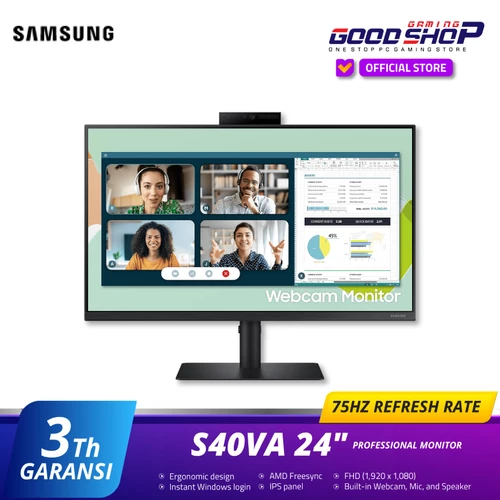 SAMSUNG
GAMING
GOODSHOP
ONE STOP PC GAMING STORE
OFFICIAL STORE
Webcam Monitor
SAMSUNG
75HZ REFRESH RATE
3Th
GARANSI
S40VA 24" PROFESSIONAL MONITOR
• Ergonomic design
• Instant Windows login
• AMD Freesync
• IPS panel
• FHD (1,920 x 1,080)
• Built-in Webcam, Mic, and Speaker